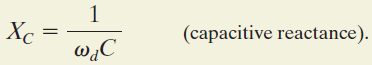 X_C = 1 / ω_d C (capacitive reactance).